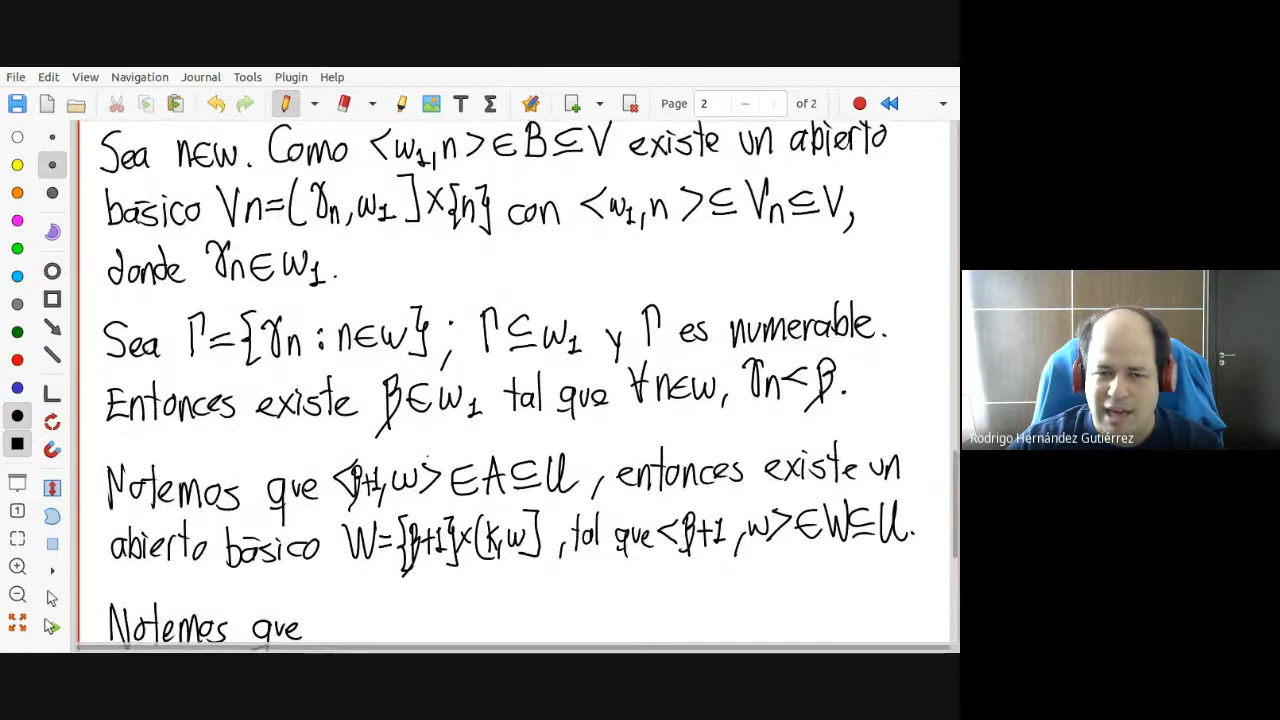 File Edit View Navigation Journal Tools Plugin Help
Page 2 of 2
Sea n∈ω. Como <ω₁,n>∈B⊆V existe un abierto
básico Vn=(γn,ω₁]×{n} con <ω₁,n>⊆Vn⊆V,
donde γn∈ω₁.
Sea Γ={γn : n∈ω}; Γ⊆ω₁ y Γ es numerable.
Entonces existe β∈ω₁ tal que ∀n∈ω, γn<β.
Notemos que <β+1,ω>∈A⊆U, entonces existe un
abierto básico W={β+1}×(k,ω], tal que <β+1,ω>∈W⊆U.
Notemos que
Rodrigo Hernández Gutiérrez